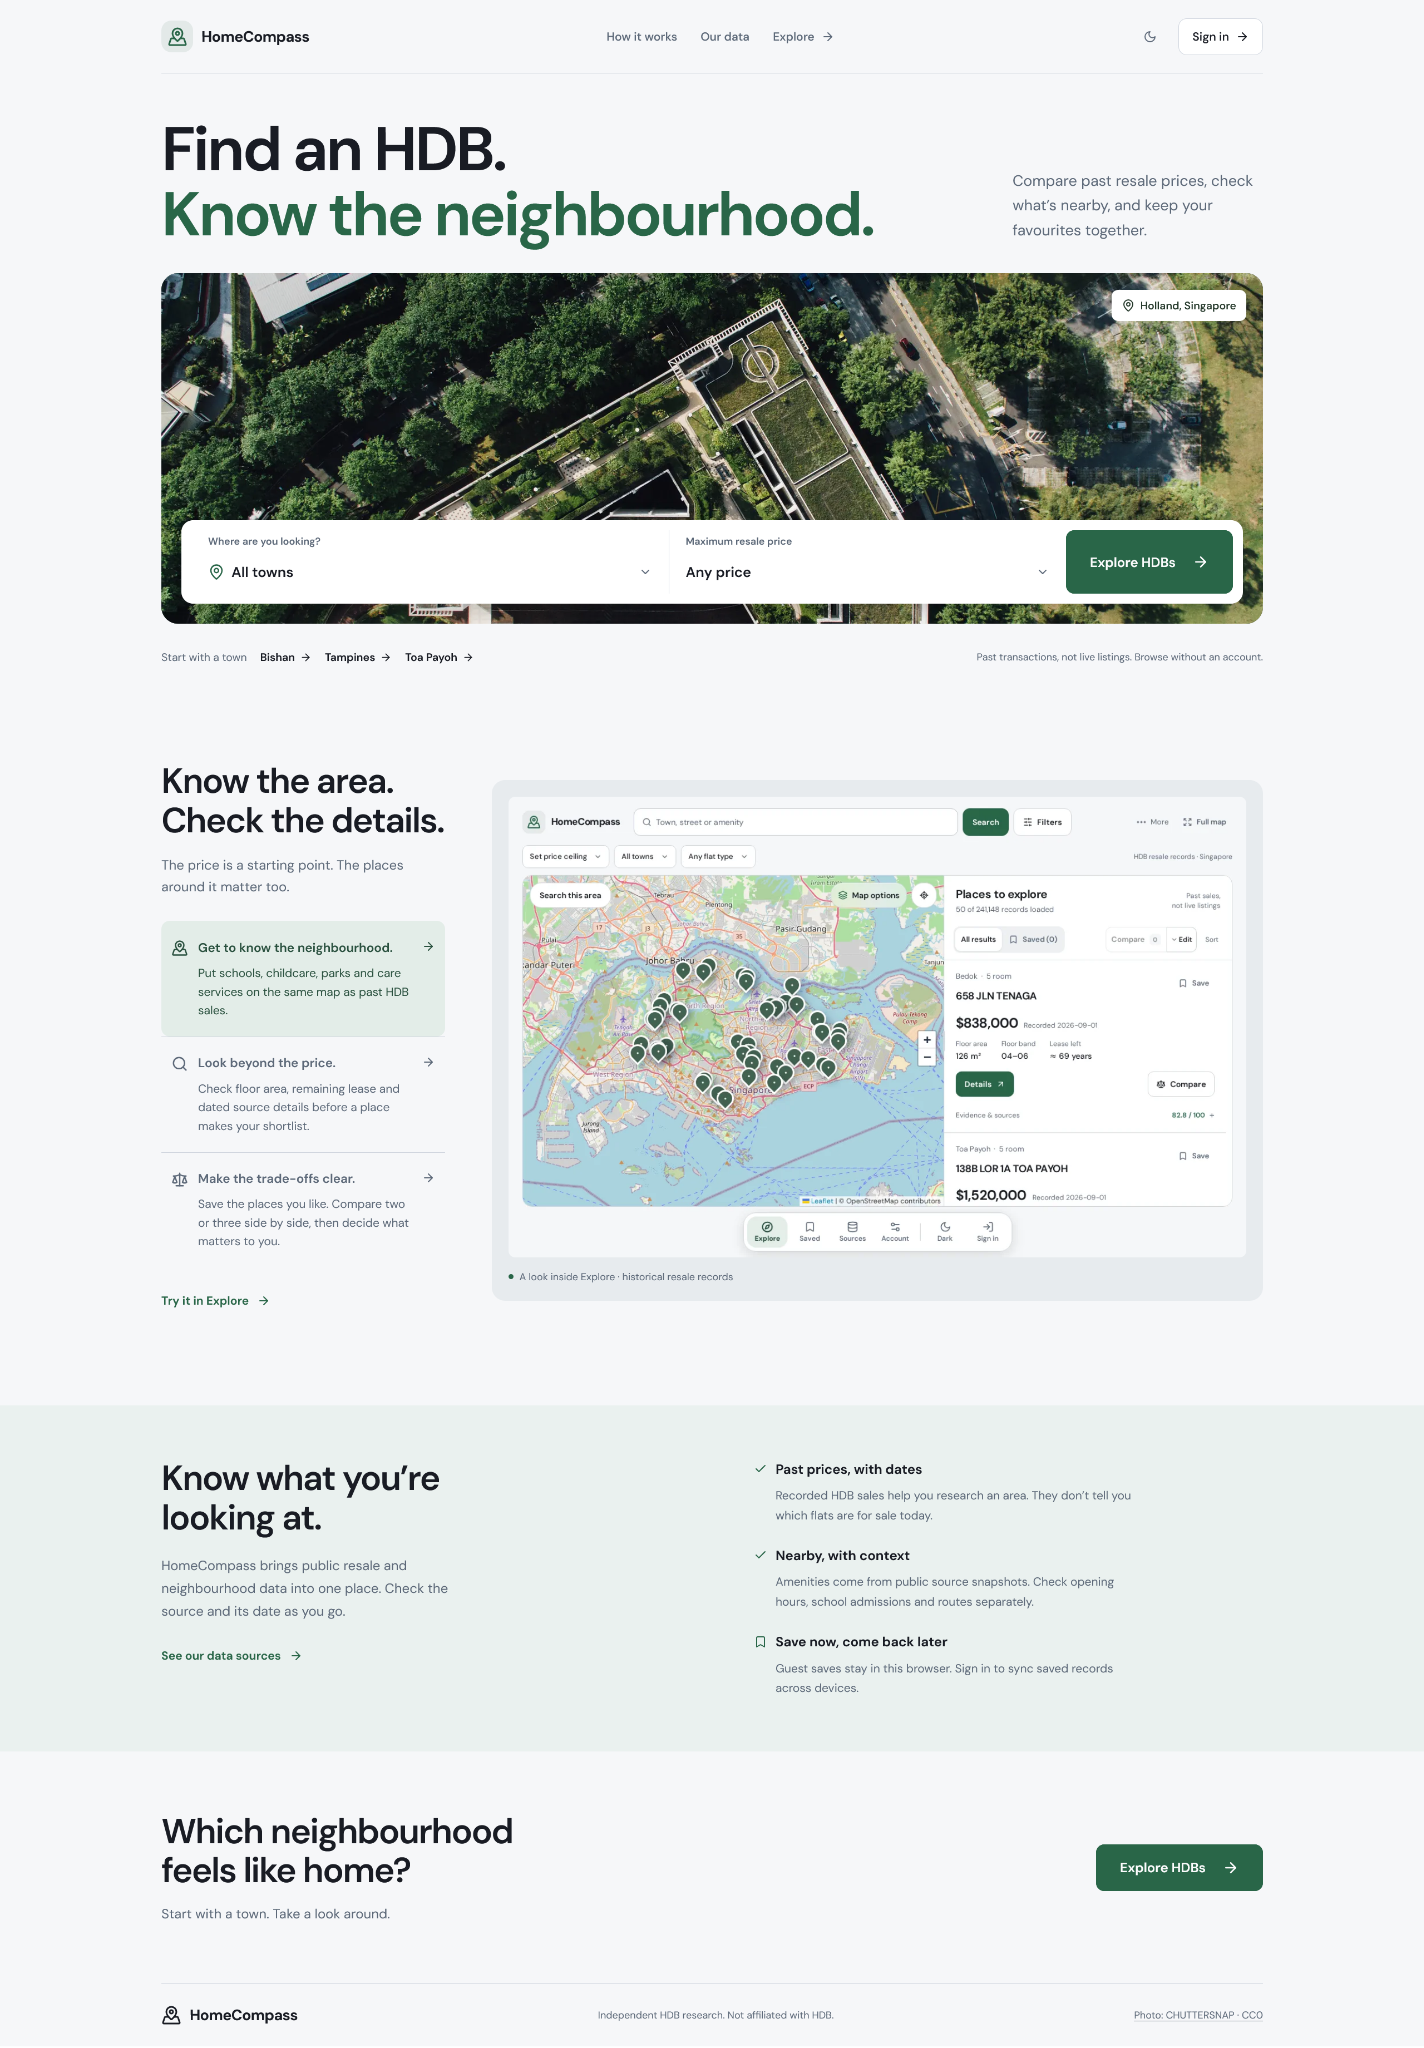 HomeCompass
How it works
Our data
Explore
Sign in
Find an HDB.
Know the neighbourhood.
Compare past resale prices, check
what's nearby, and keep your
favourites together.
Holland, Singapore
Where are you looking?
All towns
Maximum resale price
Any price
Explore HDBs
Start with a town
Bishan
Tampines
Toa Payoh
Past transactions, not live listings. Browse without an account.
Know the area.
Check the details.
The price is a starting point. The places
around it matter too.
Get to know the neighbourhood.
Put schools, childcare, parks and care
services on the same map as past HDB
sales.
Look beyond the price.
Check floor area, remaining lease and
dated source details before a place
makes your shortlist.
Make the trade-offs clear.
Save the places you like. Compare two
or three side by side, then decide what
matters to you.
Try it in Explore
HomeCompass
Town, street or amenity
Search
Filters
More
Full map
Set price ceiling
All towns
Any flat type
HDB resale records · Singapore
Search this area
Map options
Tebrau
Plentong
Pasir Gudang
Pulai
Johor Bahru
Jurong
Island
Singapore
ECP
+
−
Leaflet | © OpenStreetMap contributors
Places to explore
50 of 241,148 records loaded
Past sales,
not live listings
All results
Saved (0)
Compare 0
Edit
Sort
Bedok · 5 room
Save
658 JLN TENAGA
$838,000 Recorded 2026-09-01
Floor area
126 m²
Floor band
04–06
Lease left
≈ 69 years
Details
Compare
Evidence & sources
82.8 / 100 +
Toa Payoh · 5 room
Save
138B LOR 1A TOA PAYOH
$1,520,000 Recorded 2026-09-01
Explore
Saved
Sources
Account
Dark
Sign in
A look inside Explore · historical resale records
Know what you're
looking at.
HomeCompass brings public resale and
neighbourhood data into one place. Check the
source and its date as you go.
See our data sources
Past prices, with dates
Recorded HDB sales help you research an area. They don't tell you
which flats are for sale today.
Nearby, with context
Amenities come from public source snapshots. Check opening
hours, school admissions and routes separately.
Save now, come back later
Guest saves stay in this browser. Sign in to sync saved records
across devices.
Which neighbourhood
feels like home?
Start with a town. Take a look around.
Explore HDBs
HomeCompass
Independent HDB research. Not affiliated with HDB.
Photo: CHUTTERSNAP · CC0